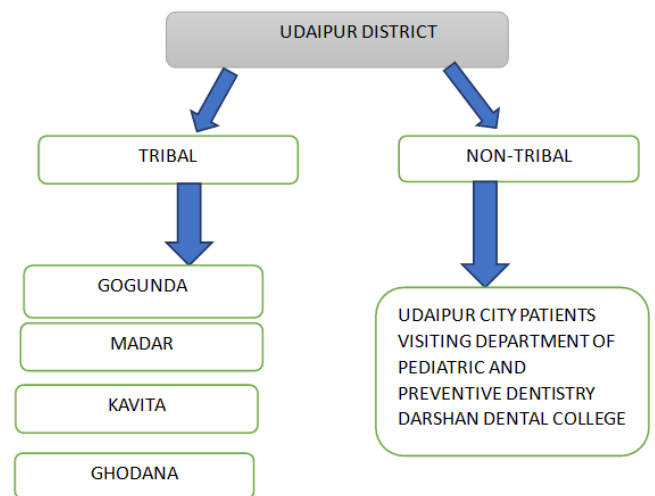 UDAIPUR DISTRICT
TRIBAL
NON-TRIBAL
GOGUNDA
MADAR
KAVITA
GHODANA
UDAIPUR CITY PATIENTS
VISITING DEPARTMENT OF
PEDIATRIC AND
PREVENTIVE DENTISTRY
DARSHAN DENTAL COLLEGE